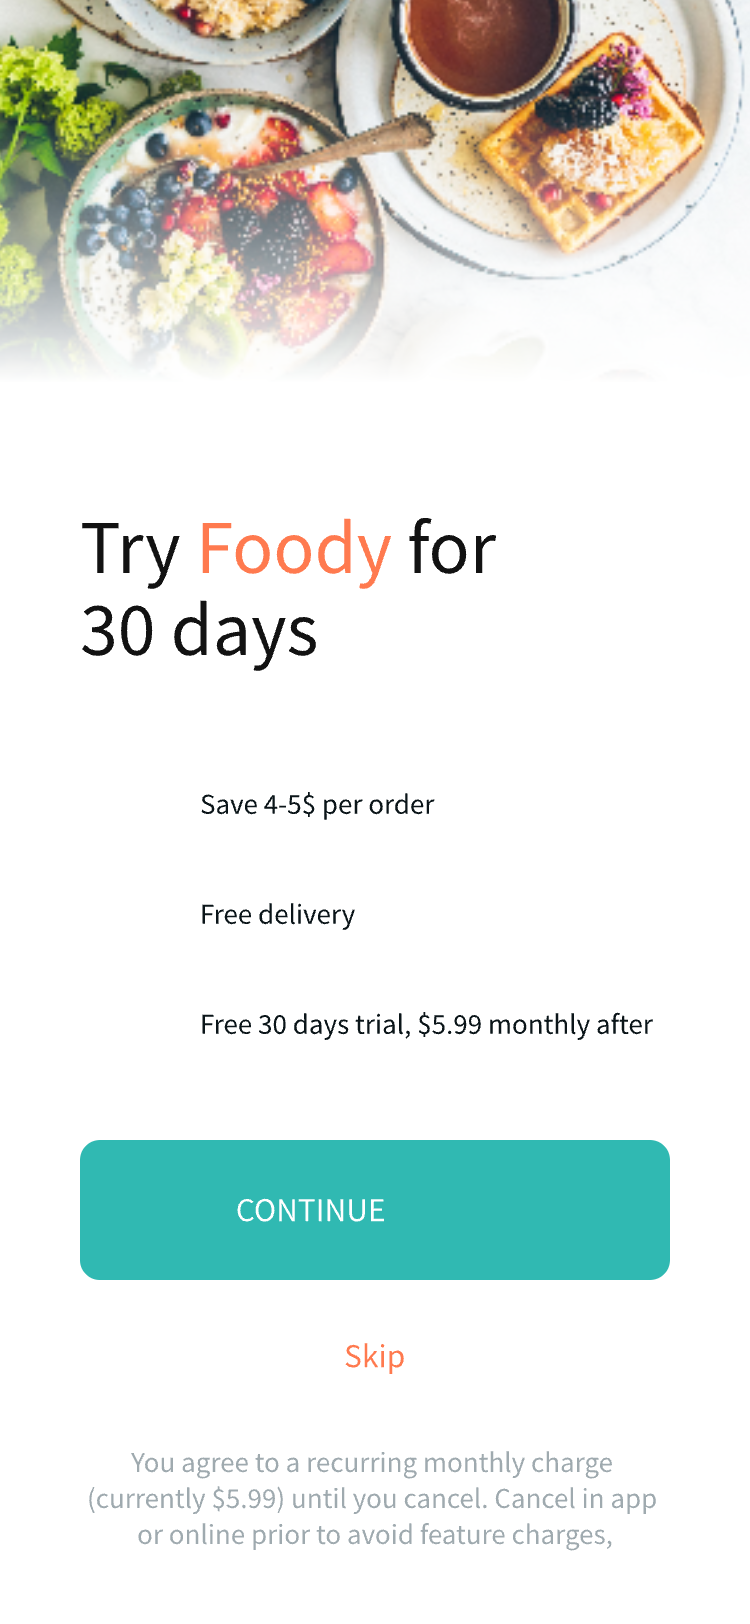 Try Foody for
30 days
Save 4-5$ per order
Free delivery
Free 30 days trial, $5.99 monthly after
CONTINUE
Skip
You agree to a recurring monthly charge
(currently $5.99) until you cancel. Cancel in app
or online prior to avoid feature charges,